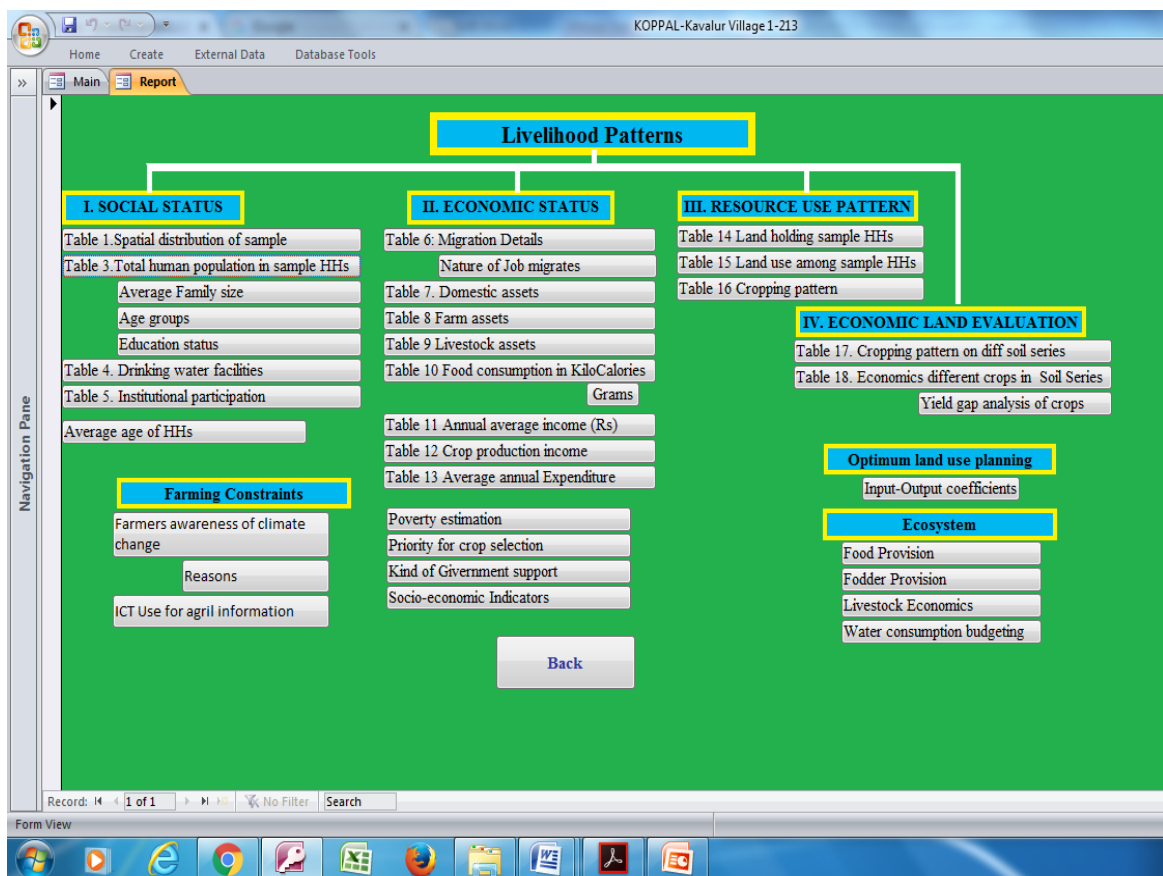 KOPPAL-Kavalur Village 1-213
Home Create External Data Database Tools
Main Report
Navigation Pane
Livelihood Patterns
I. SOCIAL STATUS
Table 1.Spatial distribution of sample
Table 3.Total human population in sample HHs
Average Family size
Age groups
Education status
Table 4. Drinking water facilities
Table 5. Institutional participation
Average age of HHs
Farming Constraints
Farmers awareness of climate
change
Reasons
ICT Use for agril information
II. ECONOMIC STATUS
Table 6: Migration Details
Nature of Job migrates
Table 7. Domestic assets
Table 8 Farm assets
Table 9 Livestock assets
Table 10 Food consumption in KiloCalories
Grams
Table 11 Annual average income (Rs)
Table 12 Crop production income
Table 13 Average annual Expenditure
Poverty estimation
Priority for crop selection
Kind of Givernment support
Socio-economic Indicators
Back
III. RESOURCE USE PATTERN
Table 14 Land holding sample HHs
Table 15 Land use among sample HHs
Table 16 Cropping pattern
IV. ECONOMIC LAND EVALUATION
Table 17. Cropping pattern on diff soil series
Table 18. Economics different crops in Soil Series
Yield gap analysis of crops
Optimum land use planning
Input-Output coefficients
Ecosystem
Food Provision
Fodder Provision
Livestock Economics
Water consumption budgeting
Record: 1 of 1 No Filter Search
Form View